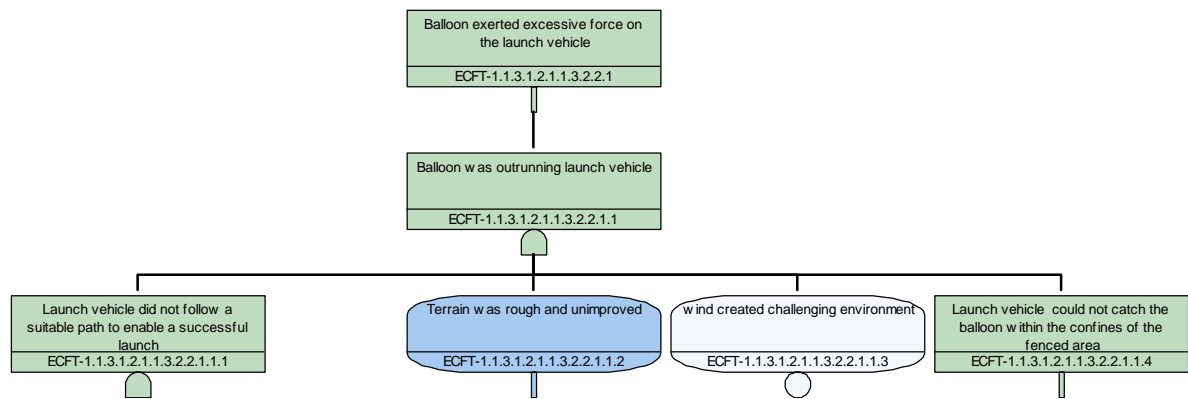 Balloon exerted excessive force on
the launch vehicle
ECFT-1.1.3.1.2.1.1.3.2.2.1
Balloon was outrunning launch vehicle
ECFT-1.1.3.1.2.1.1.3.2.2.1.1
Launch vehicle did not follow a
suitable path to enable a successful
launch
ECFT-1.1.3.1.2.1.1.3.2.2.1.1.1
Terrain was rough and unimproved
ECFT-1.1.3.1.2.1.1.3.2.2.1.1.2
wind created challenging environment
ECFT-1.1.3.1.2.1.1.3.2.2.1.1.3
Launch vehicle could not catch the
balloon within the confines of the
fenced area
ECFT-1.1.3.1.2.1.1.3.2.2.1.1.4